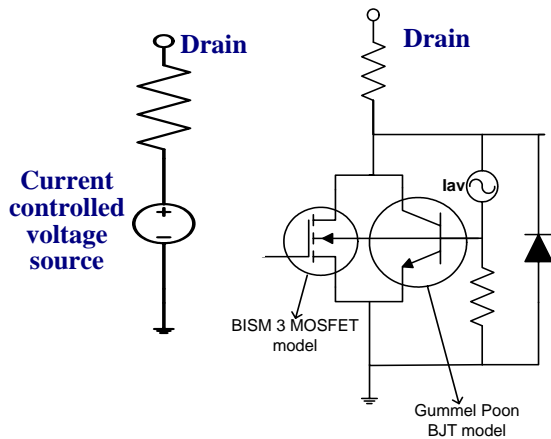 Drain
Current
controlled
voltage
source
+
−
Drain
Iav
BISM 3 MOSFET
model
Gummel Poon
BJT model